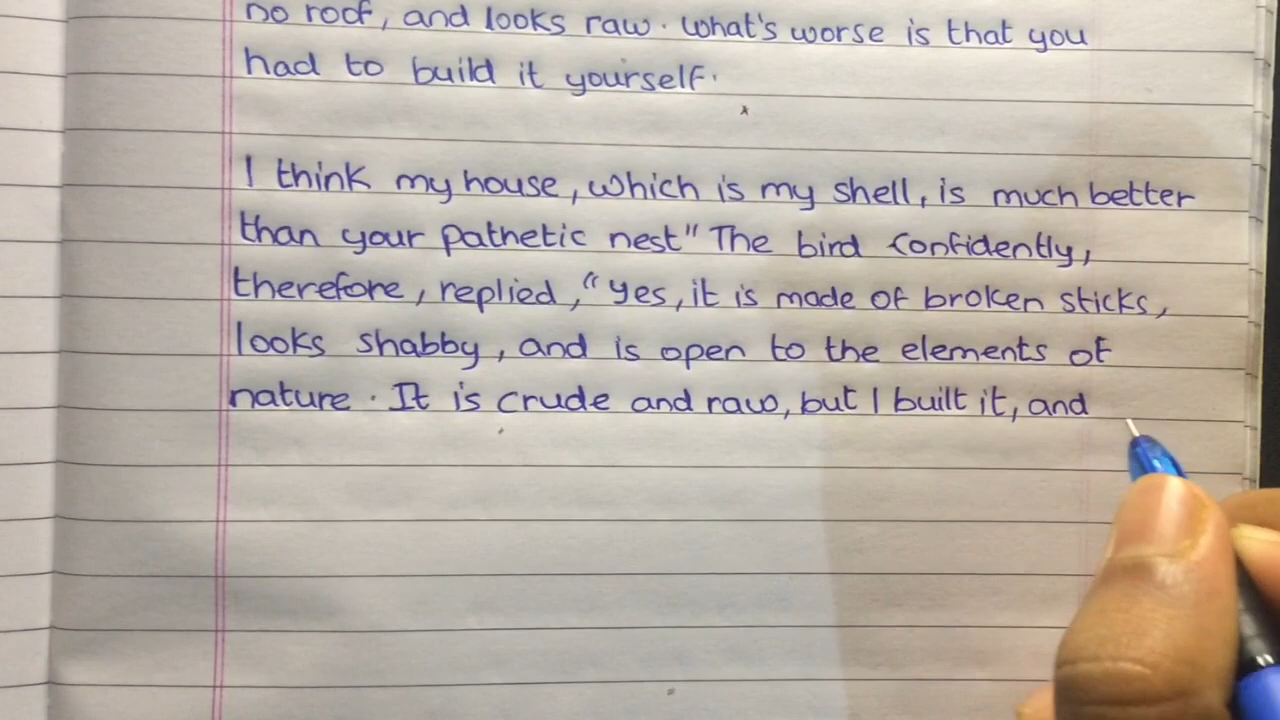 no roof, and looks raw. What's worse is that you
had to build it yourself.
I think my house, which is my shell, is much better
than your pathetic nest" The bird confidently,
therefore, replied, "Yes, it is made of broken sticks,
looks shabby, and is open to the elements of
nature. It is crude and raw, but I built it, and